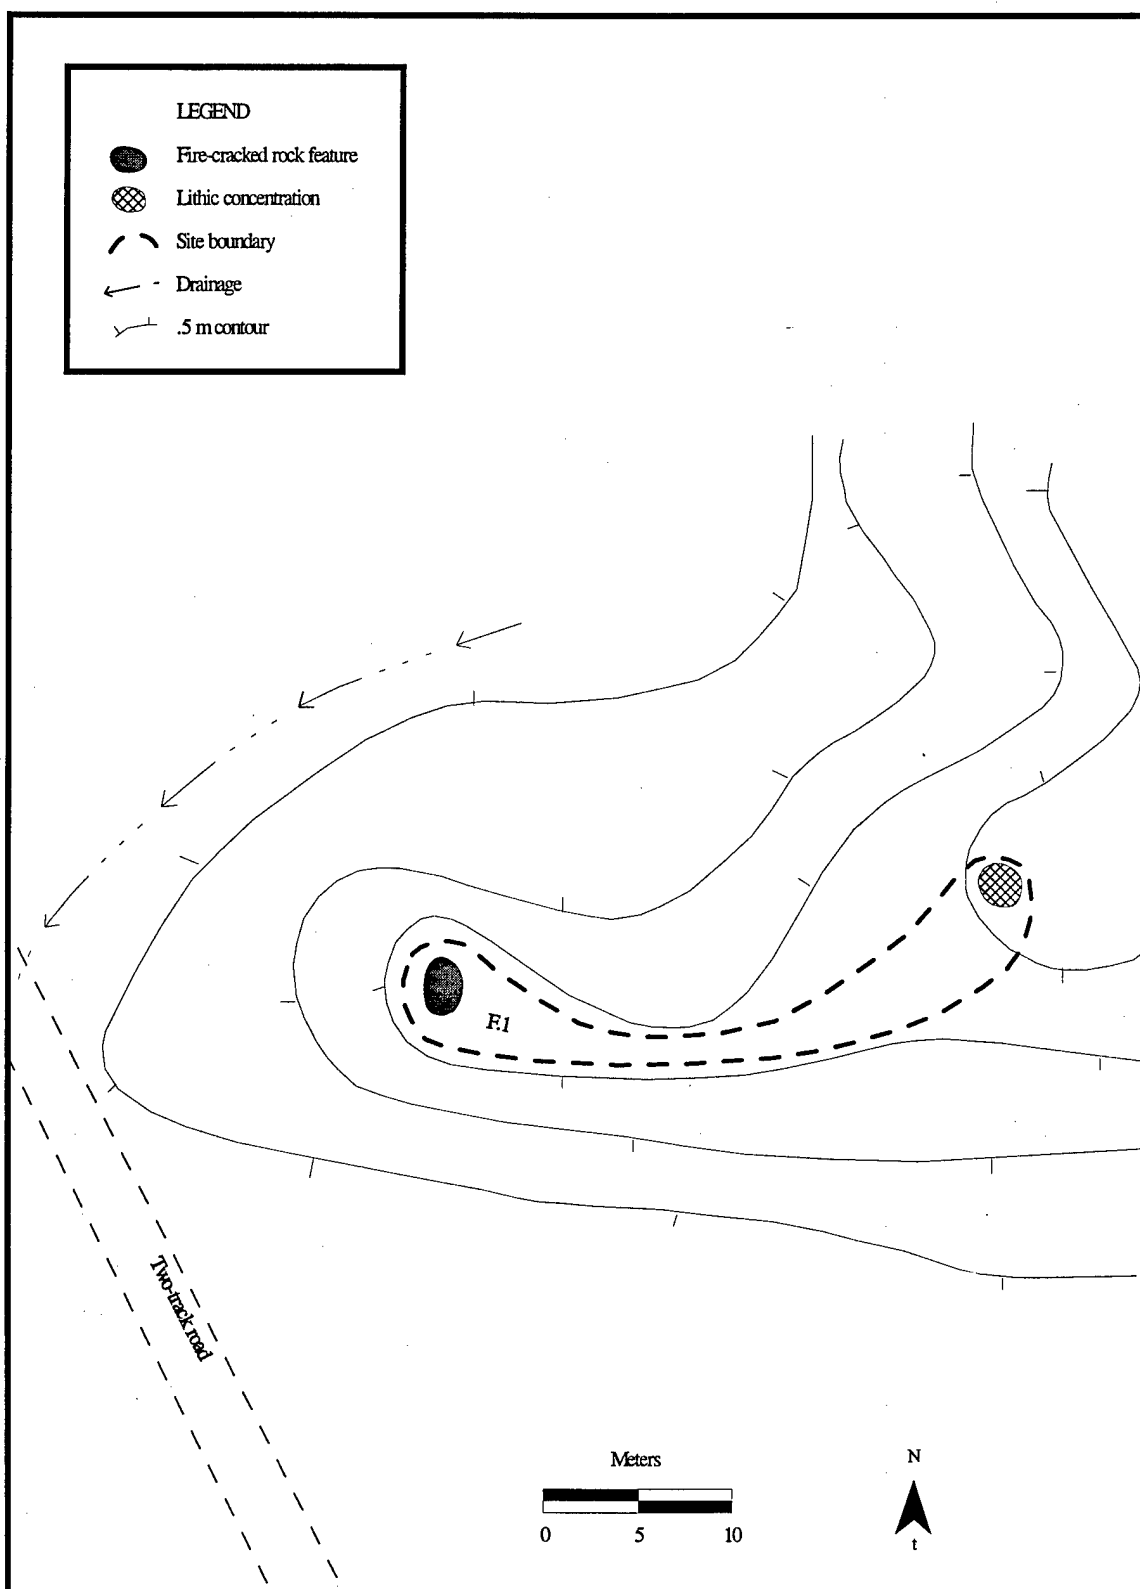 LEGEND
Fire-cracked rock feature
Lithic concentration
Site boundary
Drainage
.5 m contour
F.1
Two-track road
Meters
0 5 10
N
t